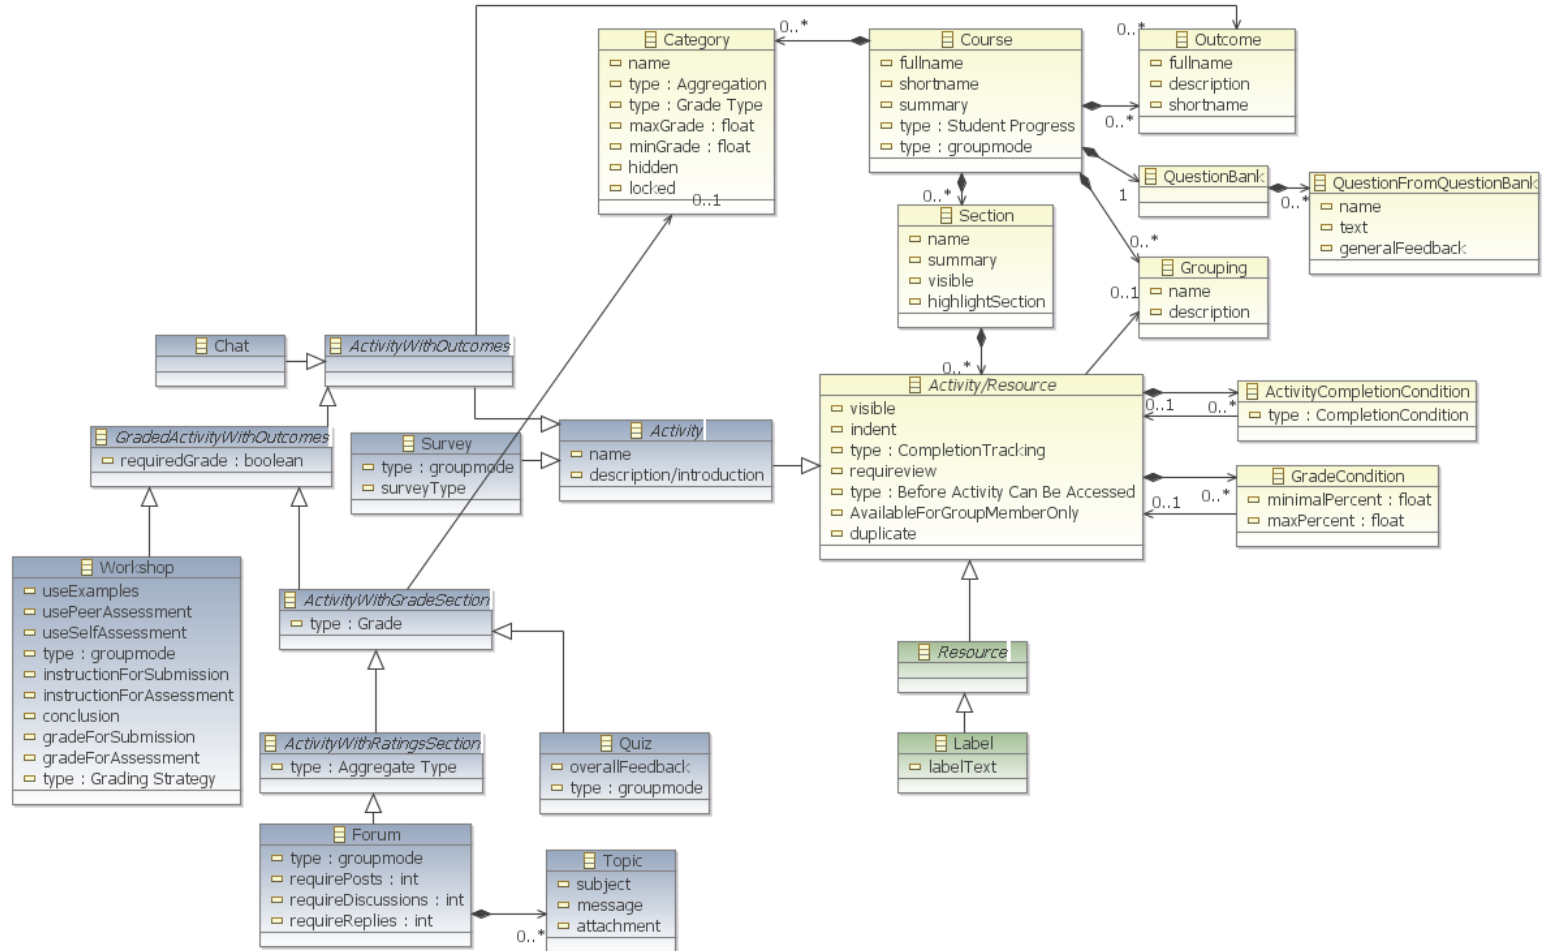 0..*
Category
name
type : Aggregation
type : Grade Type
maxGrade : float
minGrade : float
hidden
locked
0..1
Course
fullname
shortname
summary
type : Student Progress
type : groupmode
0..*
Outcome
fullname
description
shortname
0..*
QuestionBank
1
0..*
QuestionFromQuestionBank
name
text
generalFeedback
0..*
Section
name
summary
visible
highlightSection
0..*
Grouping
name
description
0..1
0..*
Activity/Resource
visible
indent
type : CompletionTracking
requireview
type : Before Activity Can Be Accessed
AvailableForGroupMemberOnly
duplicate
0..1
0..*
ActivityCompletionCondition
type : CompletionCondition
0..1
0..*
GradeCondition
minimalPercent : float
maxPercent : float
Chat
ActivityWithOutcomes
GradedActivityWithOutcomes
requiredGrade : boolean
Survey
type : groupmode
surveyType
Activity
name
description/introduction
Workshop
useExamples
usePeerAssessment
useSelfAssessment
type : groupmode
instructionForSubmission
instructionForAssessment
conclusion
gradeForSubmission
gradeForAssessment
type : Grading Strategy
ActivityWithGradeSection
type : Grade
Resource
ActivityWithRatingsSection
type : Aggregate Type
Quiz
overallFeedback
type : groupmode
Label
labelText
Forum
type : groupmode
requirePosts : int
requireDiscussions : int
requireReplies : int
0..*
Topic
subject
message
attachment